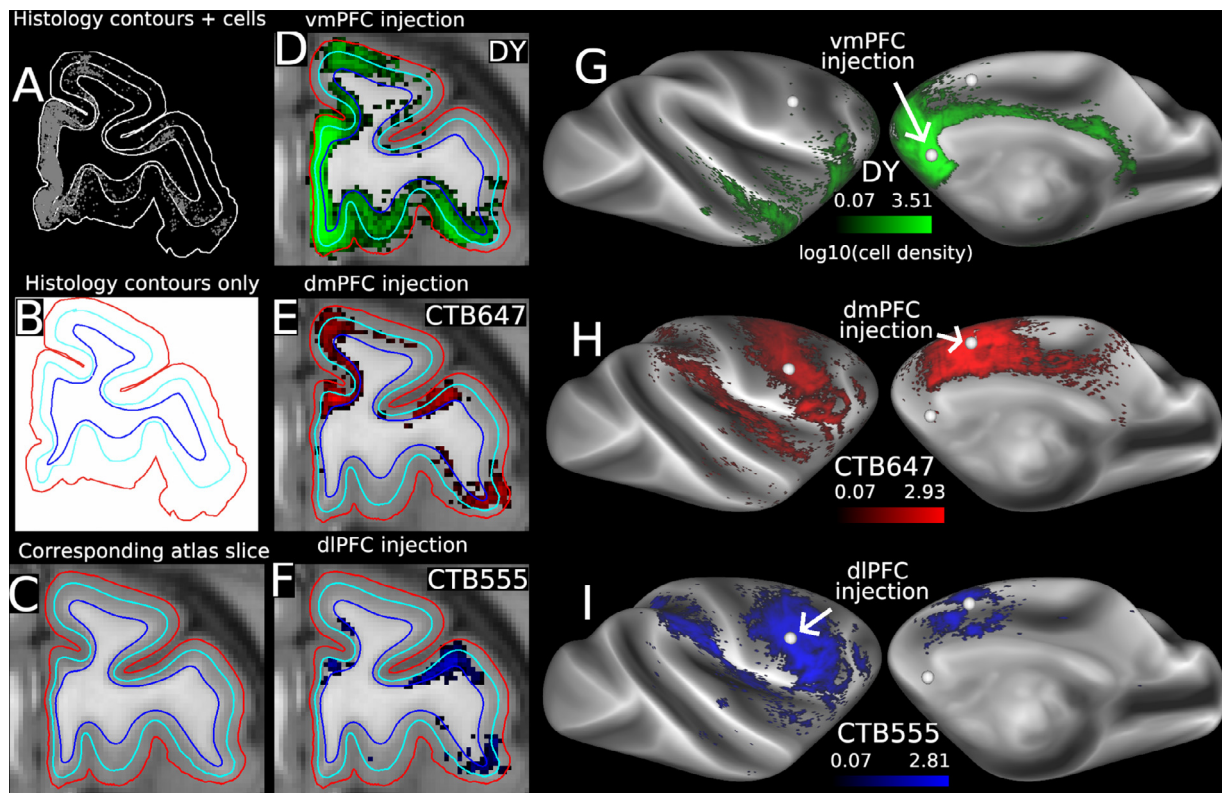 Histology contours + cells
A
Histology contours only
B
Corresponding atlas slice
C
vmPFC injection
D
DY
dmPFC injection
E
CTB647
dlPFC injection
F
CTB555
G
vmPFC
injection
DY
0.07 3.51
log10(cell density)
H
dmPFC
injection
CTB647
0.07 2.93
I
dlPFC
injection
CTB555
0.07 2.81